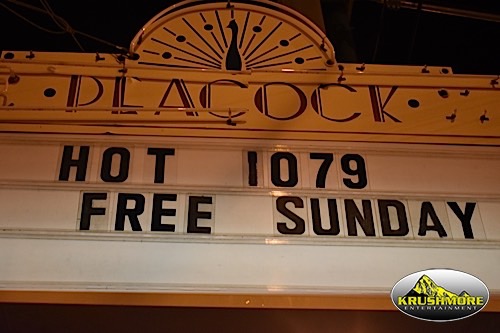 PEACOCK
HOT 1079
FREE SUNDAY
KRUSHMORE
ENTERTAINMENT